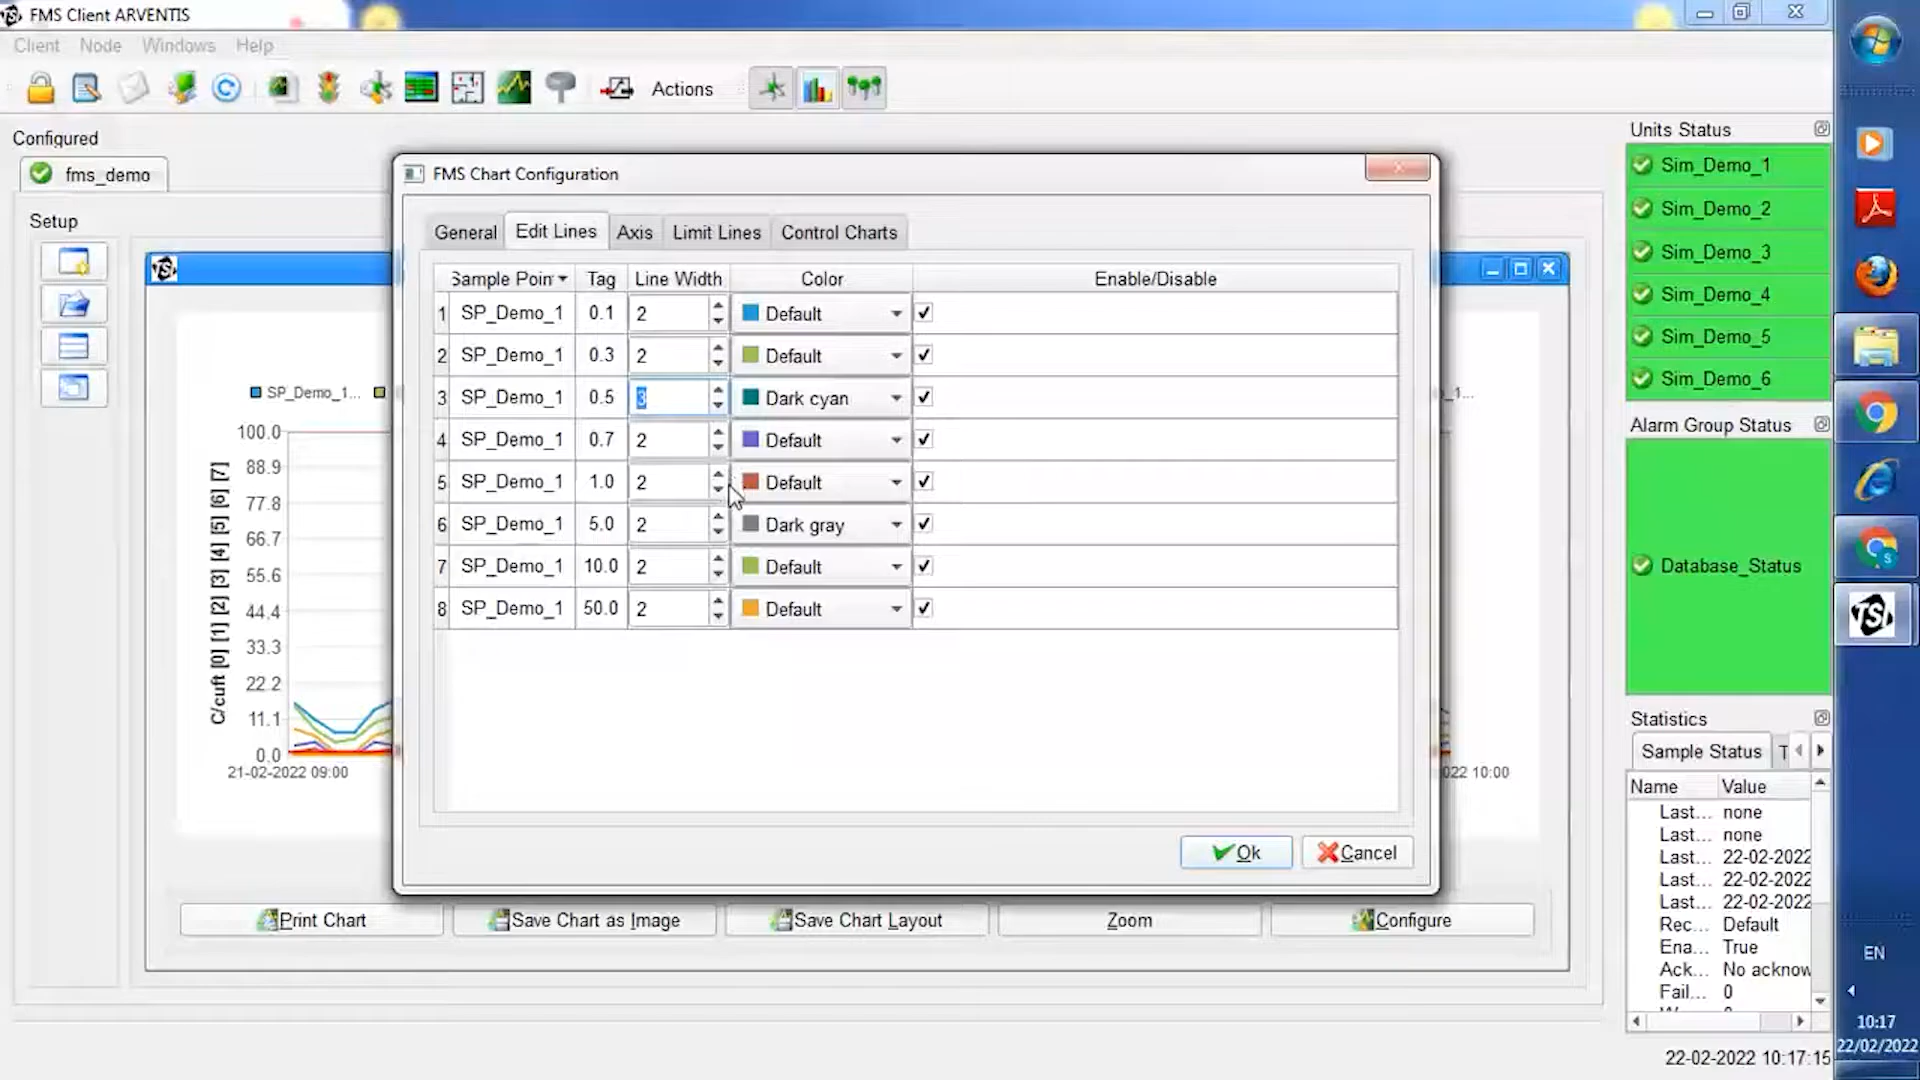 FMS Client ARVENTIS
Client Node Windows Help
Actions
Configured
fms_demo
Setup
TSI
SP_Demo_1...
100.0
88.9
77.8
66.7
55.6
44.4
33.3
22.2
11.1
0.0
C/cuft [0] [1] [2] [3] [4] [5] [6] [7]
21-02-2022 09:00
FMS Chart Configuration
General Edit Lines Axis Limit Lines Control Charts
Sample Poin Tag Line Width Color Enable/Disable
1 SP_Demo_1 0.1 2 Default
2 SP_Demo_1 0.3 2 Default
3 SP_Demo_1 0.5 3 Dark cyan
4 SP_Demo_1 0.7 2 Default
5 SP_Demo_1 1.0 2 Default
6 SP_Demo_1 5.0 2 Dark gray
7 SP_Demo_1 10.0 2 Default
8 SP_Demo_1 50.0 2 Default
Ok Cancel
_1...
022 10:00
Print Chart Save Chart as Image Save Chart Layout Zoom Configure
Units Status
Sim_Demo_1
Sim_Demo_2
Sim_Demo_3
Sim_Demo_4
Sim_Demo_5
Sim_Demo_6
Alarm Group Status
Database_Status
Statistics
Sample Status T
Name Value
Last... none
Last... none
Last... 22-02-2022
Last... 22-02-2022
Last... 22-02-2022
Rec... Default
Ena... True
Ack... No acknow
Fail... 0
22-02-2022 10:17:15
TSI
EN
10:17
22/02/2022